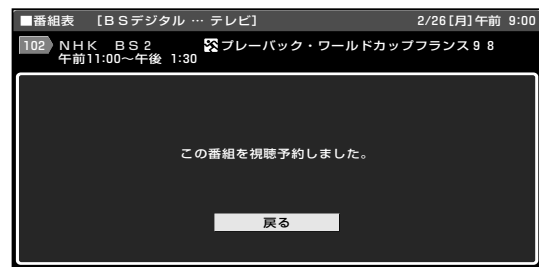 ■番組表 [BSデジタル … テレビ] 2/26[月]午前 9:00
102 NHK BS2 プレーバック・ワールドカップフランス98
午前11:00〜午後 1:30
この番組を視聴予約しました。
戻る